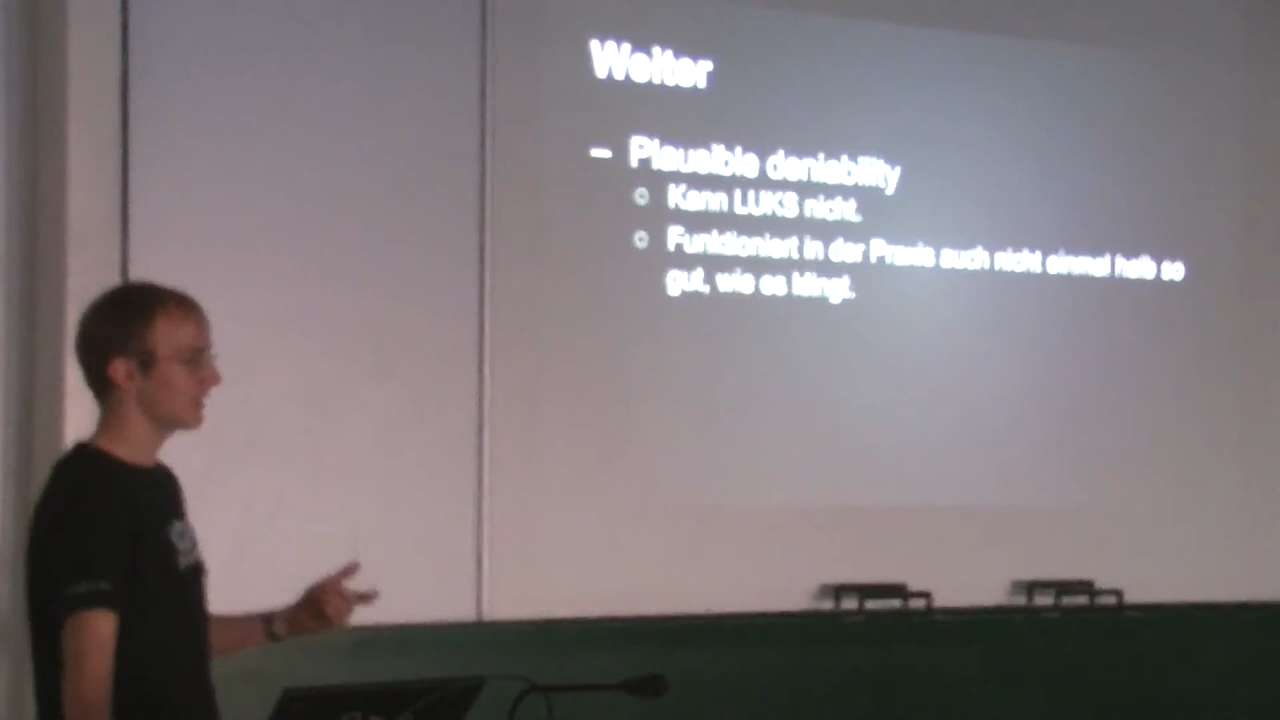 Weiter
– Plausible deniability
Kann LUKS nicht.
Funktioniert in der Praxis auch nicht einmal halb so
gut, wie es klingt.